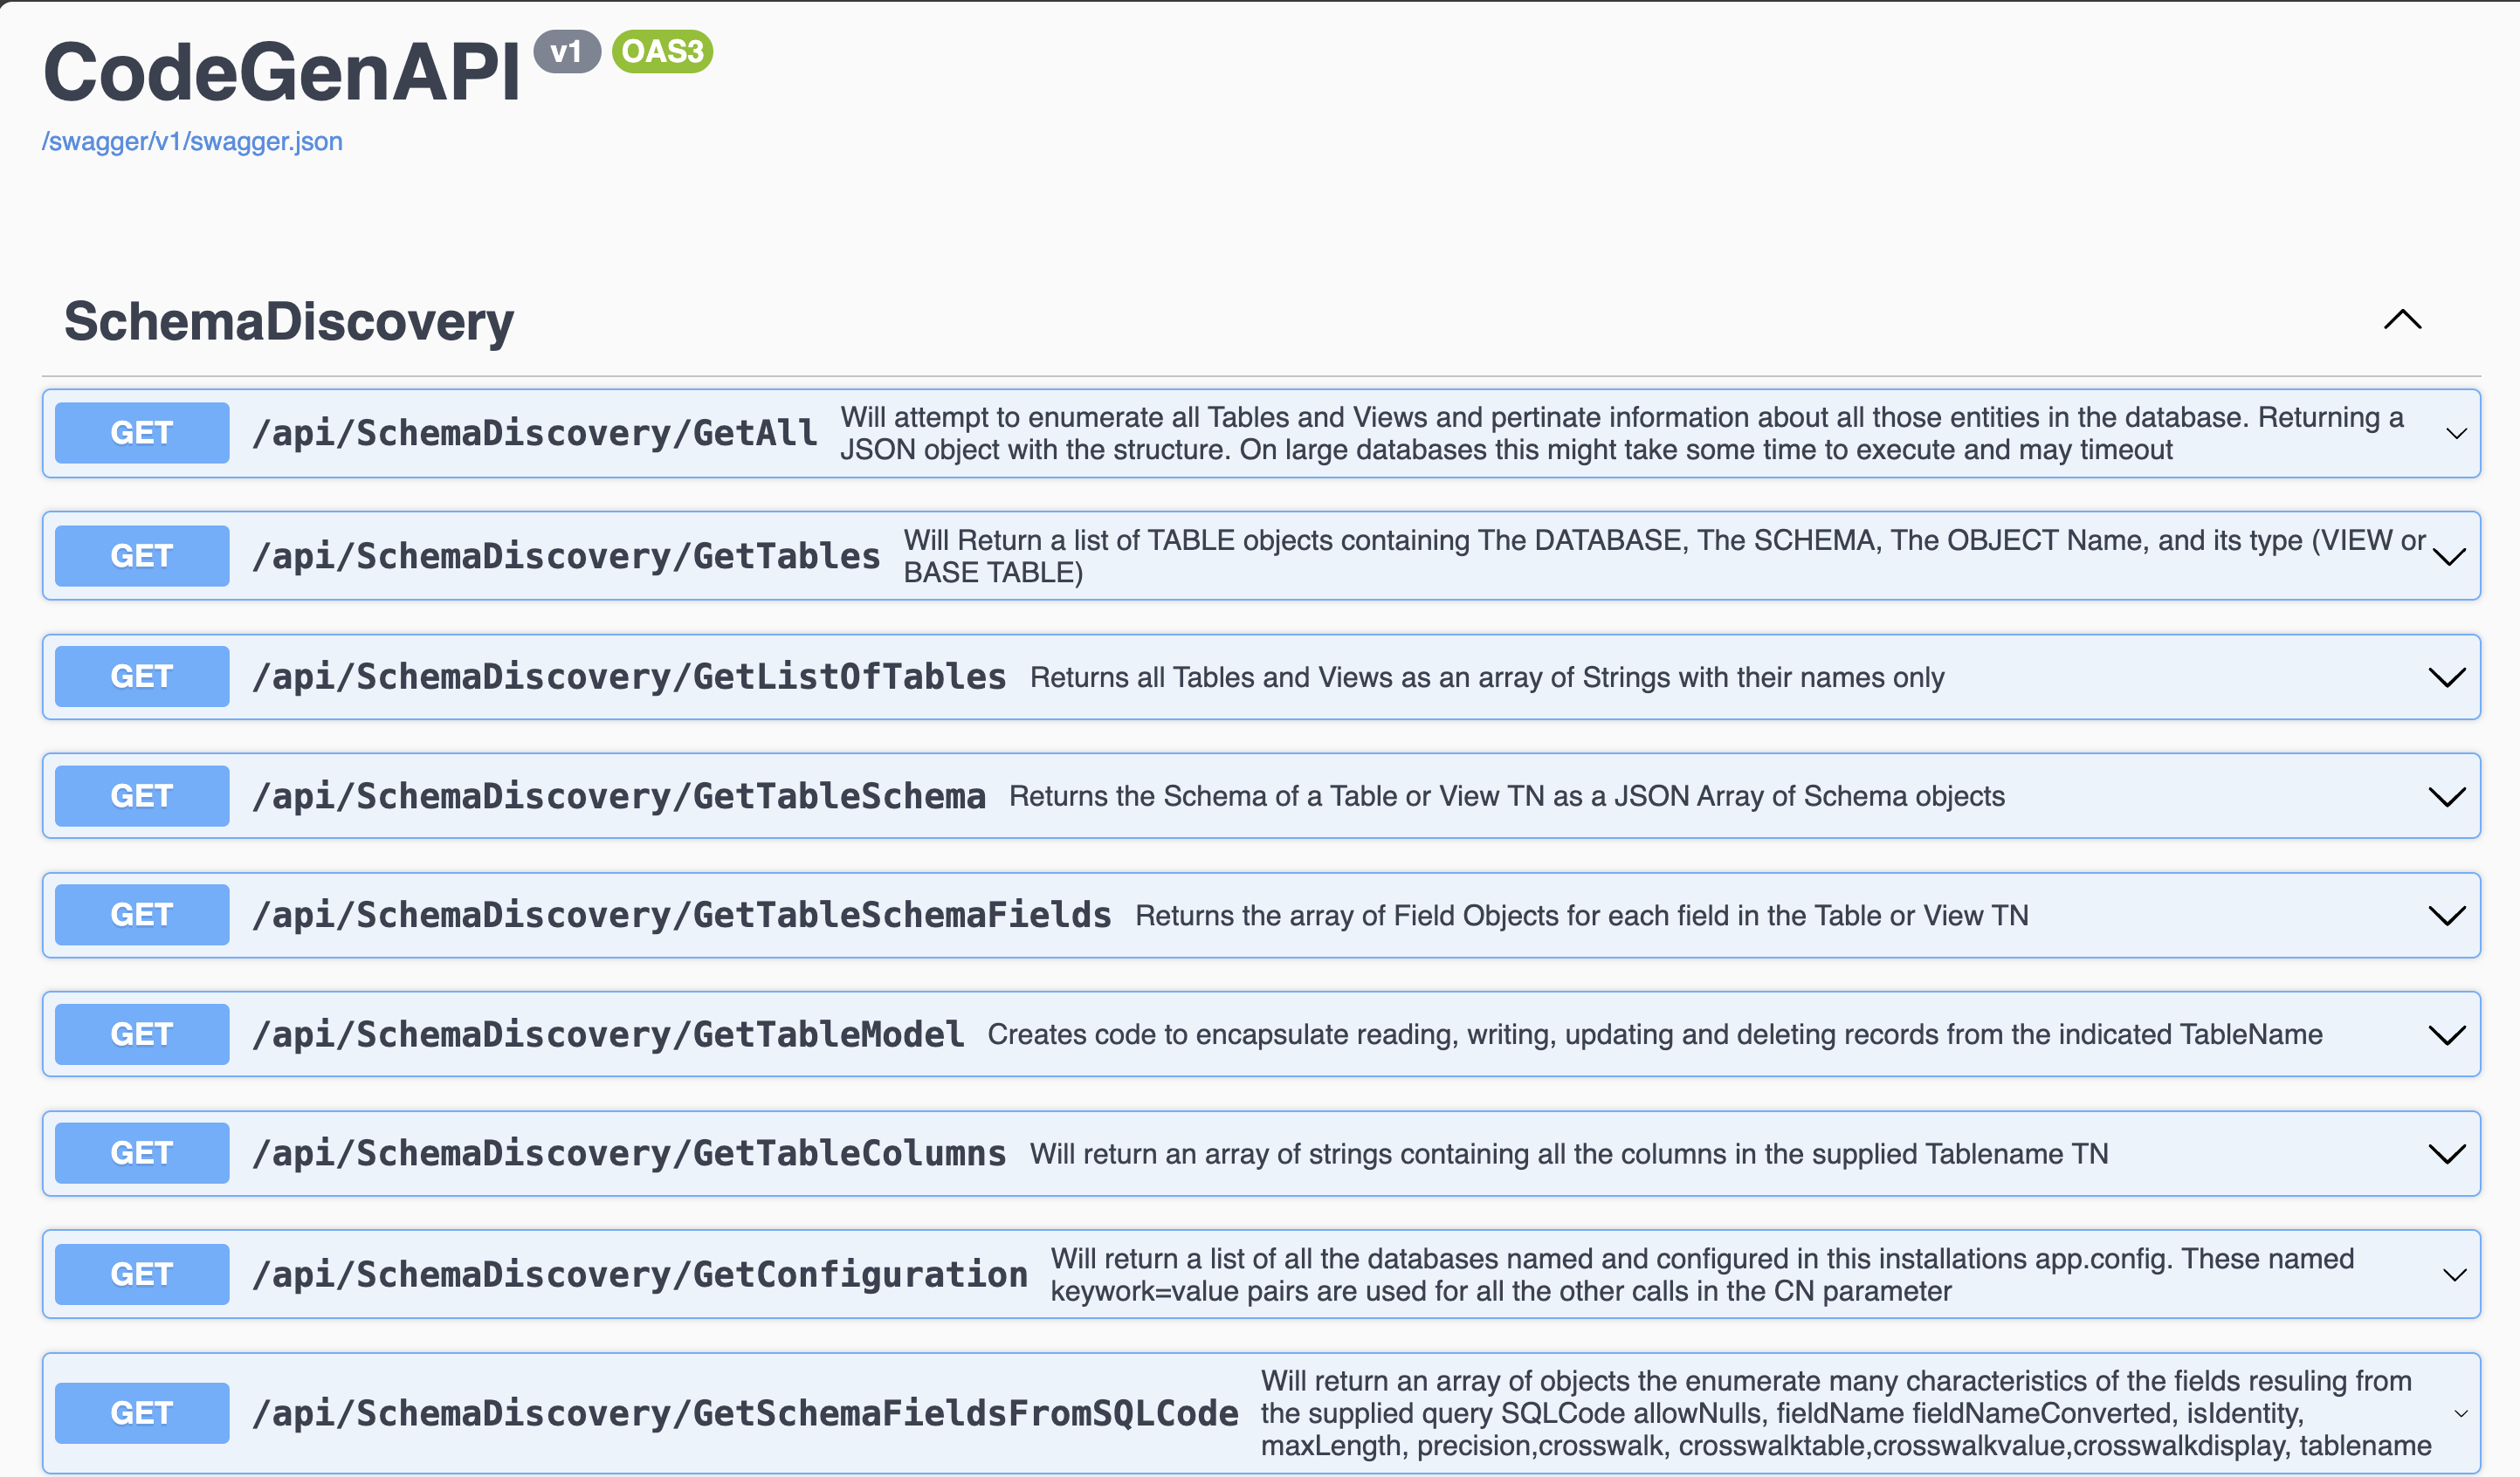 CodeGenAPI v1 OAS3
/swagger/v1/swagger.json
SchemaDiscovery
GET /api/SchemaDiscovery/GetAll Will attempt to enumerate all Tables and Views and pertinate information about all those entities in the database. Returning a
JSON object with the structure. On large databases this might take some time to execute and may timeout
GET /api/SchemaDiscovery/GetTables Will Return a list of TABLE objects containing The DATABASE, The SCHEMA, The OBJECT Name, and its type (VIEW or
BASE TABLE)
GET /api/SchemaDiscovery/GetListOfTables Returns all Tables and Views as an array of Strings with their names only
GET /api/SchemaDiscovery/GetTableSchema Returns the Schema of a Table or View TN as a JSON Array of Schema objects
GET /api/SchemaDiscovery/GetTableSchemaFields Returns the array of Field Objects for each field in the Table or View TN
GET /api/SchemaDiscovery/GetTableModel Creates code to encapsulate reading, writing, updating and deleting records from the indicated TableName
GET /api/SchemaDiscovery/GetTableColumns Will return an array of strings containing all the columns in the supplied Tablename TN
GET /api/SchemaDiscovery/GetConfiguration Will return a list of all the databases named and configured in this installations app.config. These named
keywork=value pairs are used for all the other calls in the CN parameter
GET /api/SchemaDiscovery/GetSchemaFieldsFromSQLCode Will return an array of objects the enumerate many characteristics of the fields resuling from
the supplied query SQLCode allowNulls, fieldName fieldNameConverted, isIdentity,
maxLength, precision,crosswalk, crosswalktable,crosswalkvalue,crosswalkdisplay, tablename